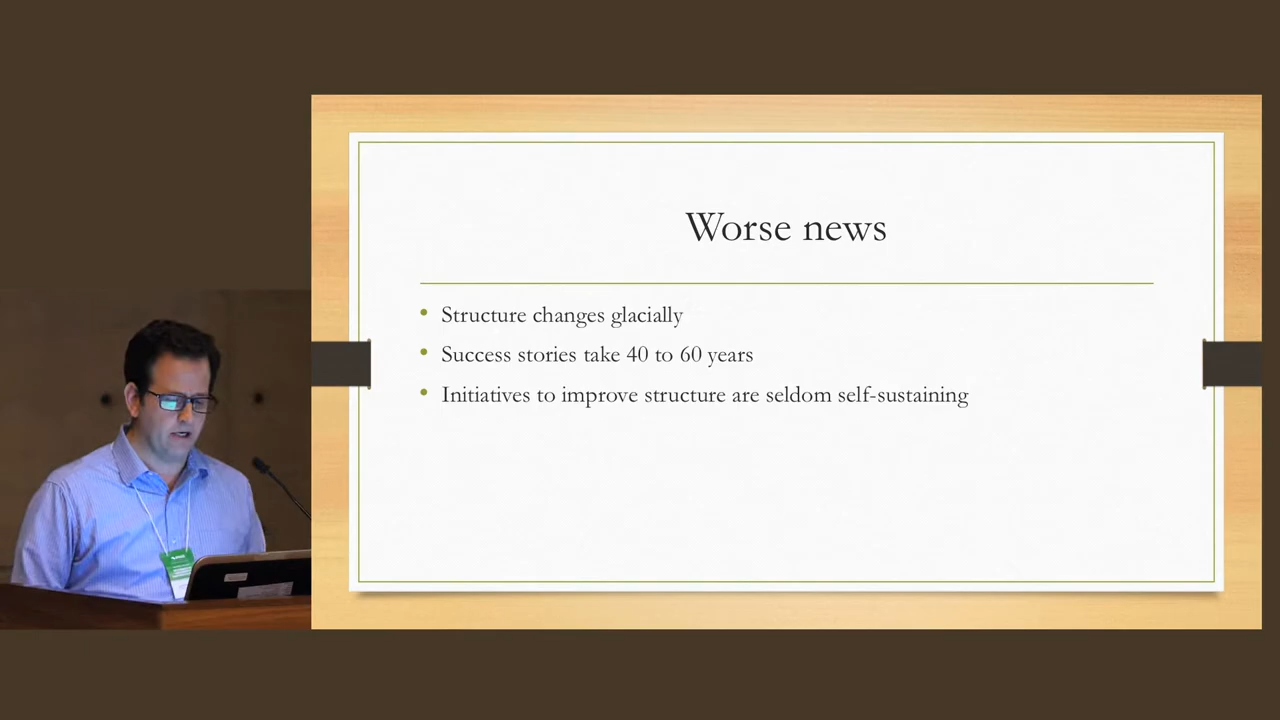 Worse news
Structure changes glacially
Success stories take 40 to 60 years
Initiatives to improve structure are seldom self-sustaining